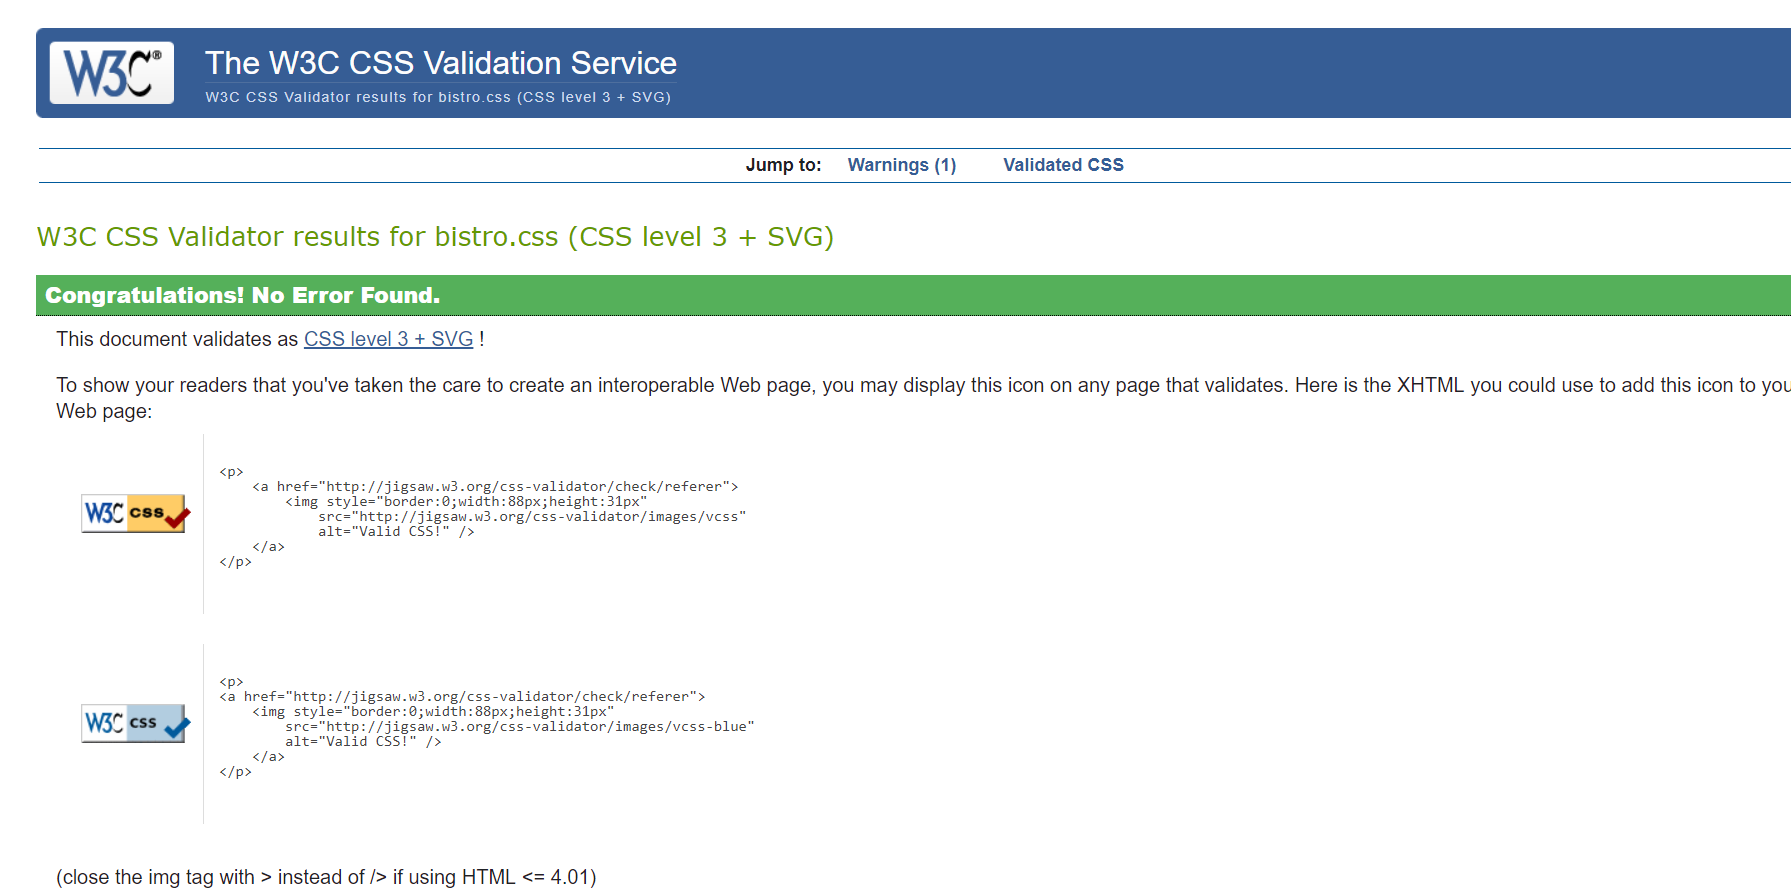 W3C®
The W3C CSS Validation Service
W3C CSS Validator results for bistro.css (CSS level 3 + SVG)
Jump to: Warnings (1) Validated CSS
W3C CSS Validator results for bistro.css (CSS level 3 + SVG)
Congratulations! No Error Found.
This document validates as CSS level 3 + SVG !
To show your readers that you've taken the care to create an interoperable Web page, you may display this icon on any page that validates. Here is the XHTML you could use to add this icon to you
Web page:
W3C css
<p>
    <a href="http://jigsaw.w3.org/css-validator/check/referer">
        <img style="border:0;width:88px;height:31px"
            src="http://jigsaw.w3.org/css-validator/images/vcss"
            alt="Valid CSS!" />
    </a>
</p>
W3C css
<p>
<a href="http://jigsaw.w3.org/css-validator/check/referer">
    <img style="border:0;width:88px;height:31px"
        src="http://jigsaw.w3.org/css-validator/images/vcss-blue"
        alt="Valid CSS!" />
    </a>
</p>
(close the img tag with > instead of /> if using HTML <= 4.01)